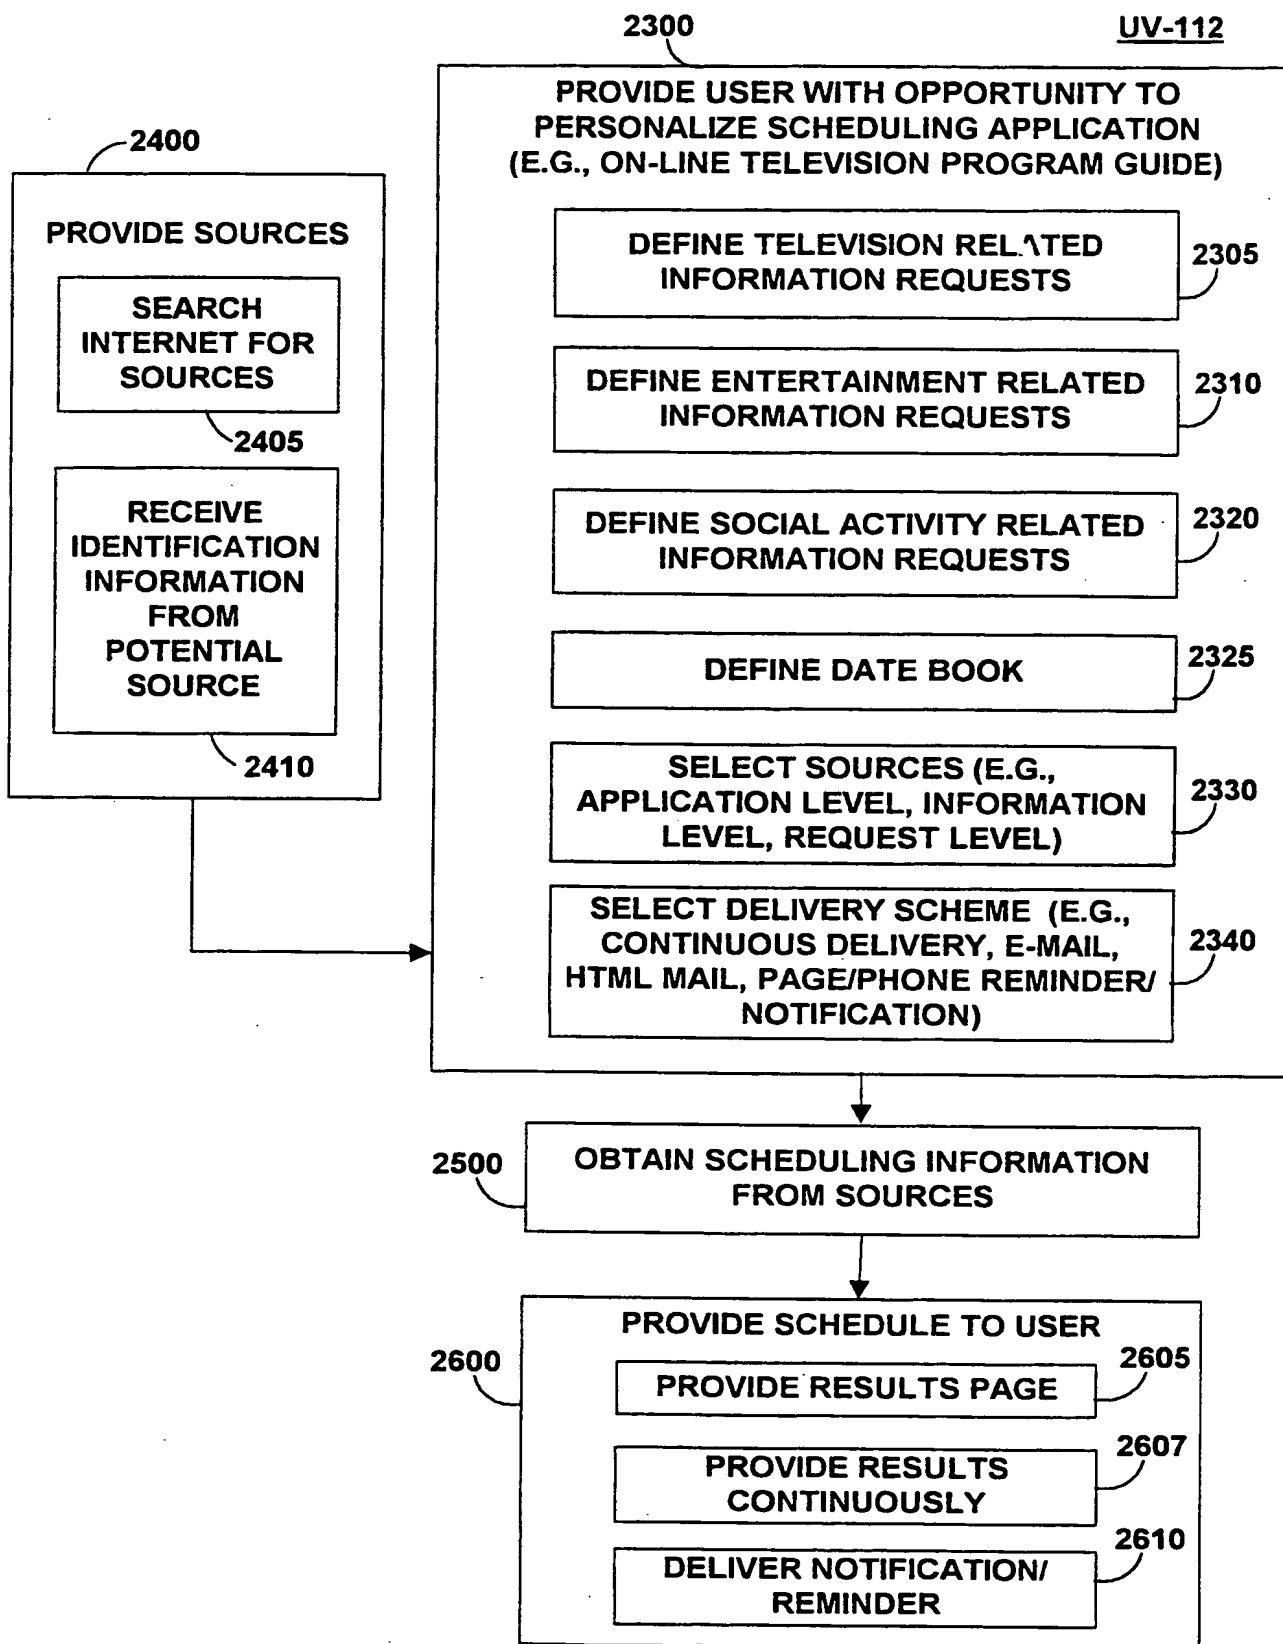 2300
UV-112
PROVIDE USER WITH OPPORTUNITY TO
PERSONALIZE SCHEDULING APPLICATION
(E.G., ON-LINE TELEVISION PROGRAM GUIDE)
2400
PROVIDE SOURCES
SEARCH
INTERNET FOR
SOURCES
2405
RECEIVE
IDENTIFICATION
INFORMATION
FROM
POTENTIAL
SOURCE
2410
DEFINE TELEVISION RELATED
INFORMATION REQUESTS
2305
DEFINE ENTERTAINMENT RELATED
INFORMATION REQUESTS
2310
DEFINE SOCIAL ACTIVITY RELATED
INFORMATION REQUESTS
2320
DEFINE DATE BOOK
2325
SELECT SOURCES (E.G.,
APPLICATION LEVEL, INFORMATION
LEVEL, REQUEST LEVEL)
2330
SELECT DELIVERY SCHEME (E.G.,
CONTINUOUS DELIVERY, E-MAIL,
HTML MAIL, PAGE/PHONE REMINDER/
NOTIFICATION)
2340
2500
OBTAIN SCHEDULING INFORMATION
FROM SOURCES
2600
PROVIDE SCHEDULE TO USER
PROVIDE RESULTS PAGE
2605
PROVIDE RESULTS
CONTINUOUSLY
2607
DELIVER NOTIFICATION/
REMINDER
2610